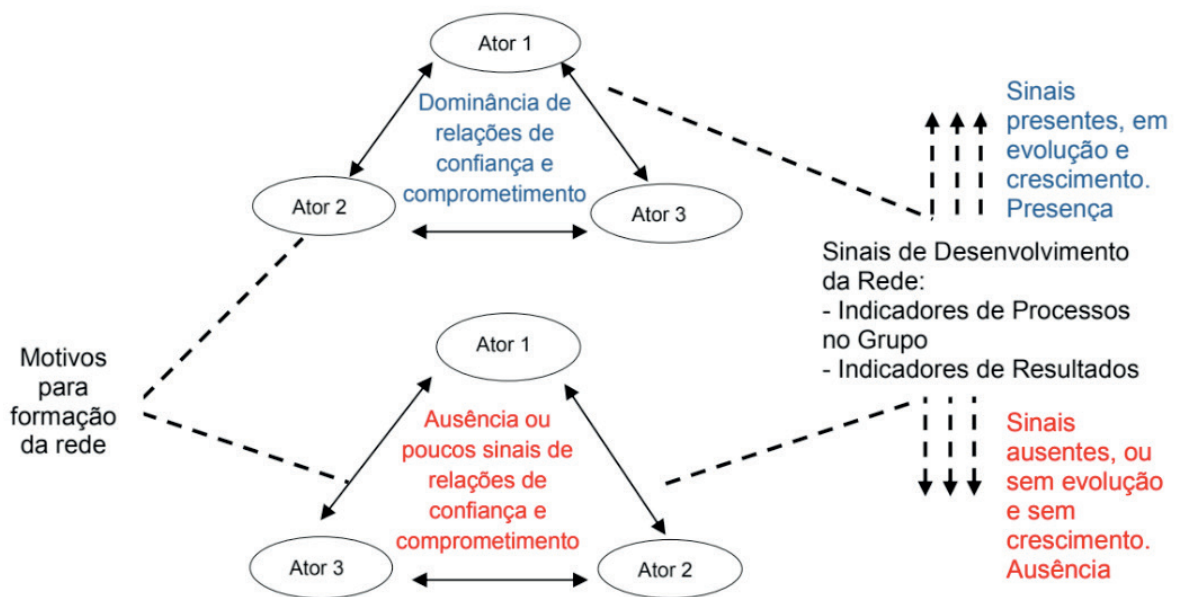 Ator 1
Dominância de
relações de
confiança e
comprometimento
Ator 2
Ator 3
Sinais
presentes, em
evolução e
crescimento.
Presença
Sinais de Desenvolvimento
da Rede:
- Indicadores de Processos
no Grupo
- Indicadores de Resultados
Motivos
para
formação
da rede
Ator 1
Ausência ou
poucos sinais de
relações de
confiança e
comprometimento
Ator 3
Ator 2
Sinais
ausentes, ou
sem evolução
e sem
crescimento.
Ausência